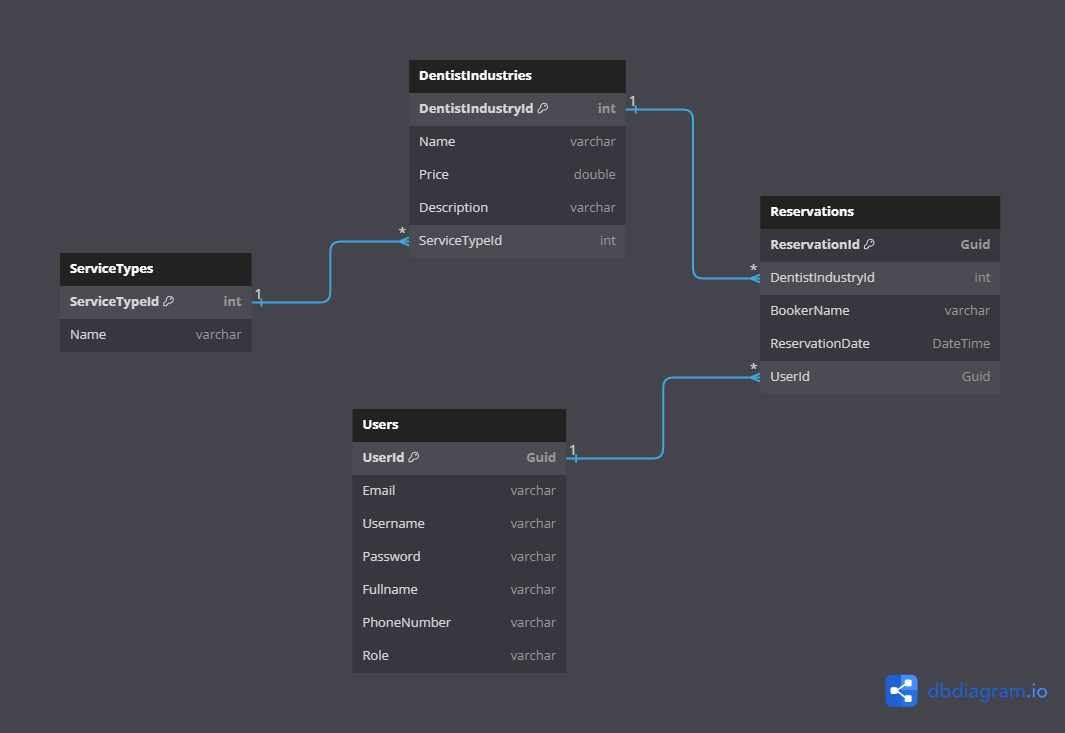 DentistIndustries
DentistIndustryId int
Name varchar
Price double
Description varchar
ServiceTypeId int
1
*
ServiceTypes
ServiceTypeId int
Name varchar
1
Reservations
ReservationId Guid
DentistIndustryId int
BookerName varchar
ReservationDate DateTime
UserId Guid
*
*
Users
UserId Guid
Email varchar
Username varchar
Password varchar
Fullname varchar
PhoneNumber varchar
Role varchar
1
dbdiagram.io